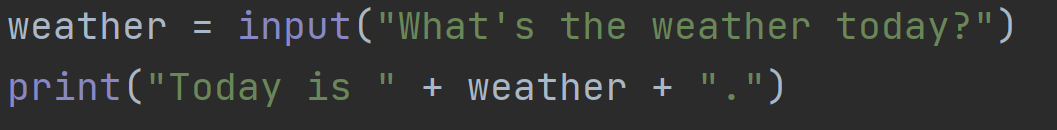 weather = input("What's the weather today?")
print("Today is " + weather + ".")